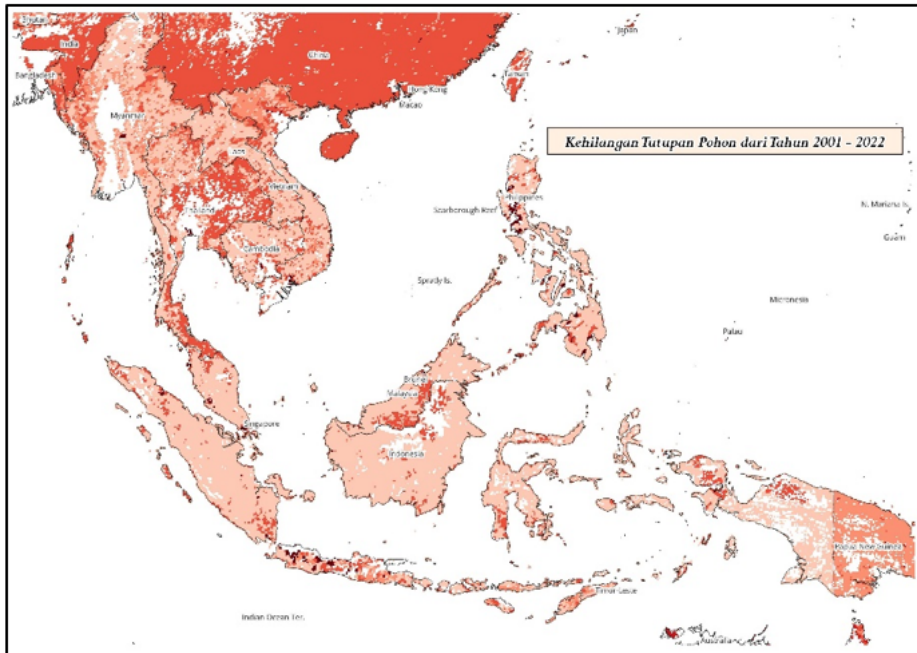 Bhutan
India
Japan
China
Bangladesh
Taiwan
Hong Kong
Macao
Myanmar
Kehilangan Tutupan Pohon dari Tahun 2001 - 2022
Laos
Vietnam
Philippines
Thailand
Scarborough Reef
N. Mariana Is.
Guam
Cambodia
Spratly Is.
Micronesia
Palau
Brunei
Malaysia
Singapore
Indonesia
Papua New Guinea
Timor-Leste
Indian Ocean Ter.
Australia